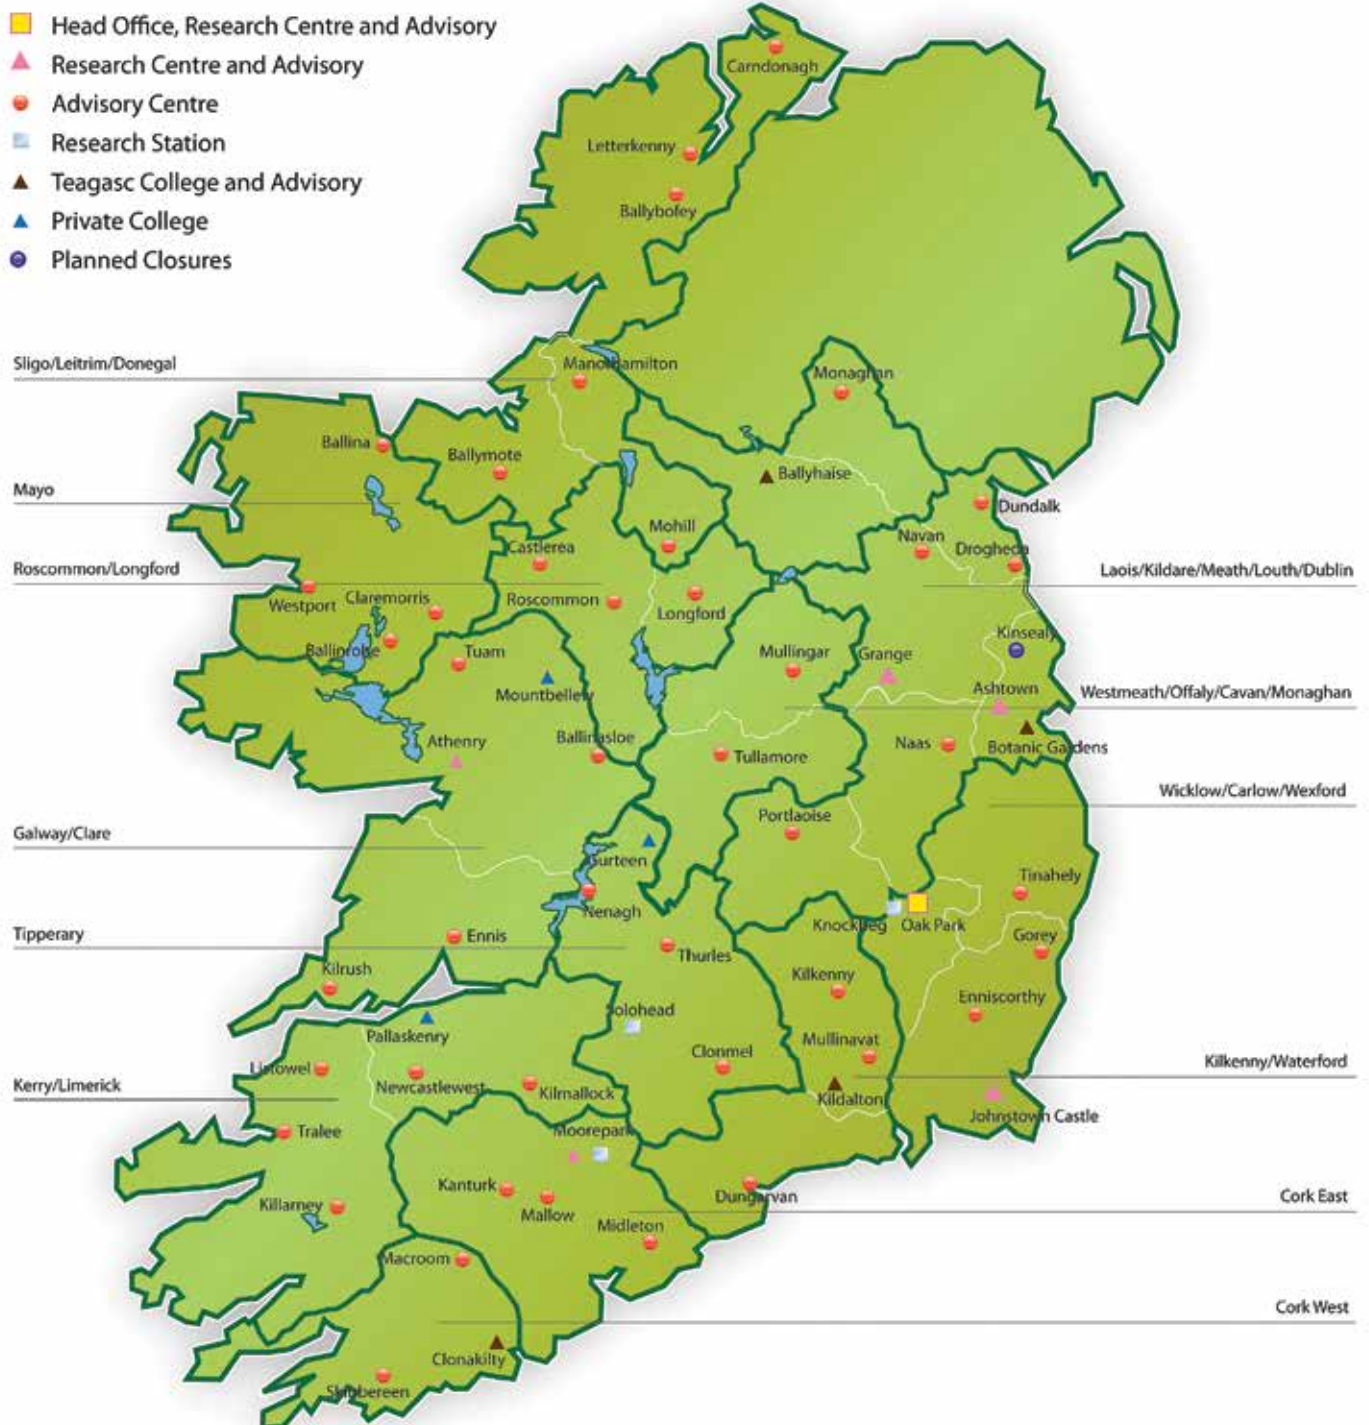 Head Office, Research Centre and Advisory
Research Centre and Advisory
Advisory Centre
Research Station
Teagasc College and Advisory
Private College
Planned Closures
Carndonagh
Letterkenny
Ballybofey
Sligo/Leitrim/Donegal
Manorhamilton
Monaghan
Ballina
Ballymote
Ballyhaise
Mayo
Dundalk
Mohill
Navan
Castlerea
Drogheda
Roscommon/Longford
Laois/Kildare/Meath/Louth/Dublin
Westport
Claremorris
Roscommon
Longford
Kinsealy
Ballinrobe
Tuam
Mullingar
Grange
Mountbellew
Ashtown
Westmeath/Offaly/Cavan/Monaghan
Athenry
Ballinasloe
Naas
Botanic Gardens
Tullamore
Wicklow/Carlow/Wexford
Portlaoise
Galway/Clare
Gurteen
Tinahely
Nenagh
Knockbeg
Oak Park
Tipperary
Ennis
Gorey
Thurles
Kilrush
Kilkenny
Enniscorthy
Solohead
Pallaskenry
Mullinavat
Clonmel
Kilkenny/Waterford
Listowel
Kerry/Limerick
Newcastlewest
Kilmallock
Kildalton
Johnstown Castle
Tralee
Moorepark
Kanturk
Dungarvan
Cork East
Killarney
Mallow
Midleton
Macroom
Cork West
Clonakilty
Skibbereen